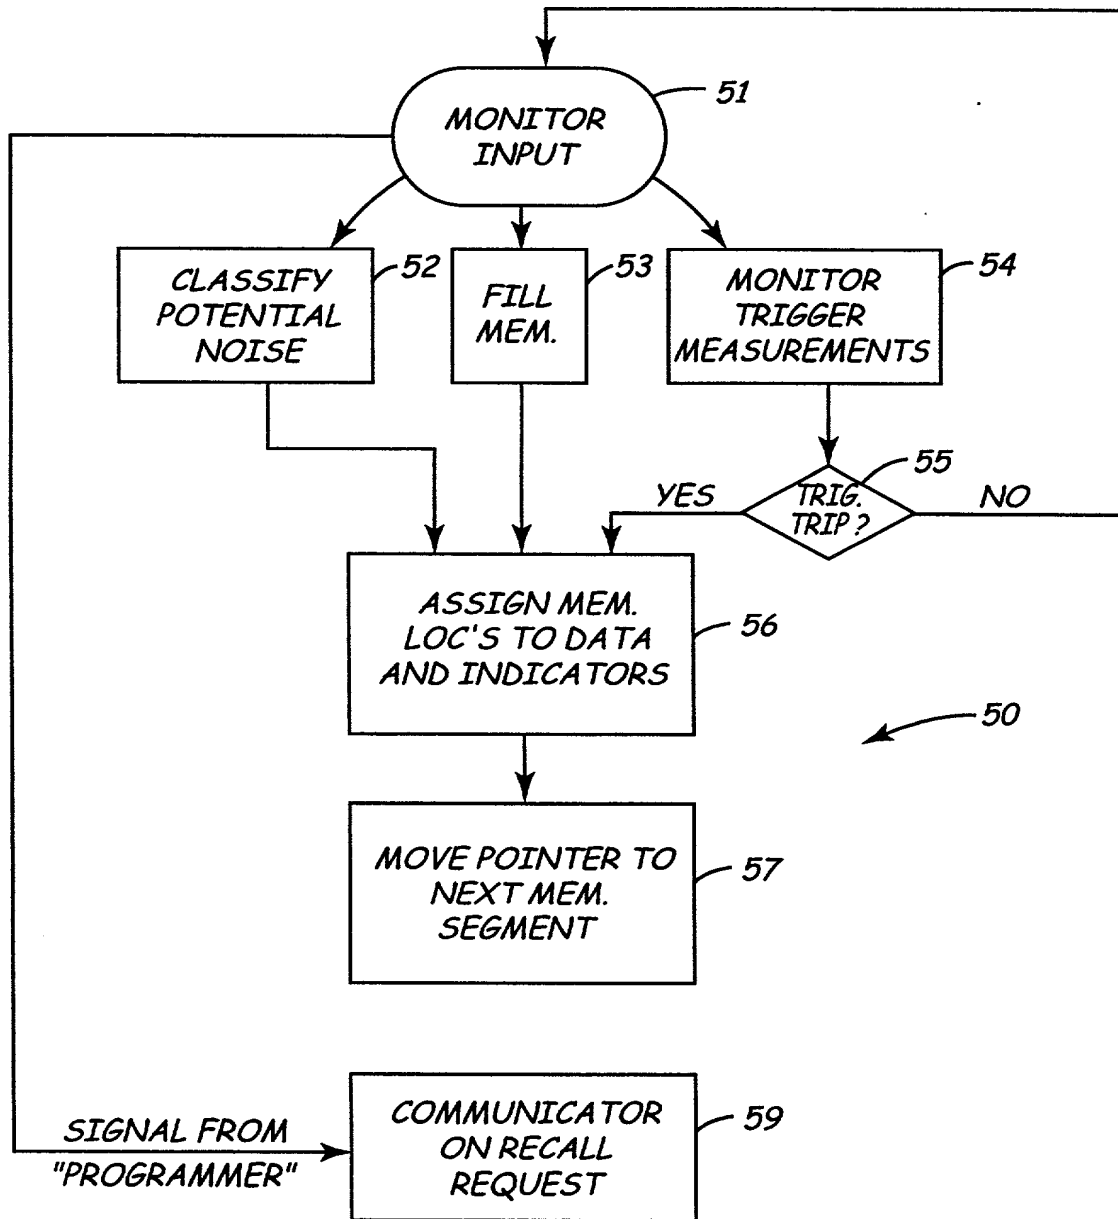 MONITOR
INPUT
51
CLASSIFY
POTENTIAL
NOISE
52
FILL
MEM.
53
MONITOR
TRIGGER
MEASUREMENTS
54
TRIG.
TRIP?
55
YES
NO
ASSIGN MEM.
LOC'S TO DATA
AND INDICATORS
56
50
MOVE POINTER TO
NEXT MEM.
SEGMENT
57
SIGNAL FROM
"PROGRAMMER"
COMMUNICATOR
ON RECALL
REQUEST
59